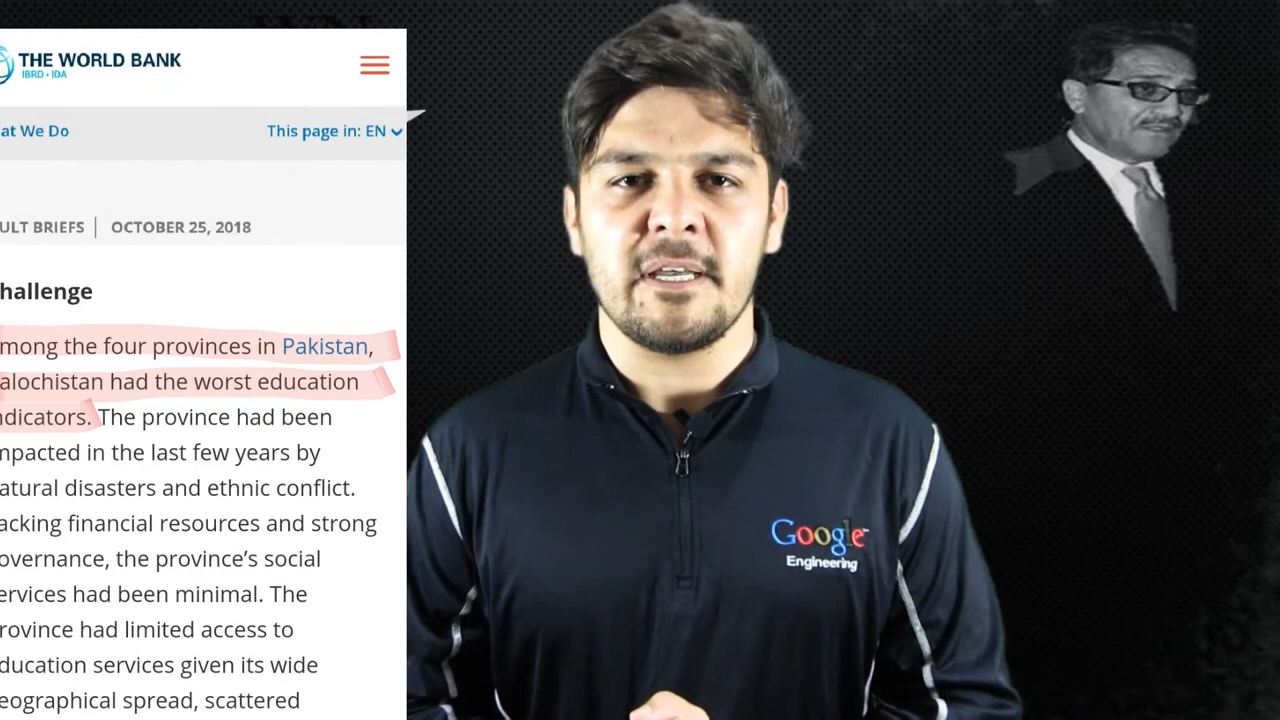 THE WORLD BANK
IBRD • IDA
at We Do
This page in: EN
ULT BRIEFS | OCTOBER 25, 2018
hallenge
mong the four provinces in Pakistan,
alochistan had the worst education
ndicators. The province had been
mpacted in the last few years by
atural disasters and ethnic conflict.
acking financial resources and strong
overnance, the province's social
ervices had been minimal. The
rovince had limited access to
ducation services given its wide
eographical spread, scattered
Google™
Engineering